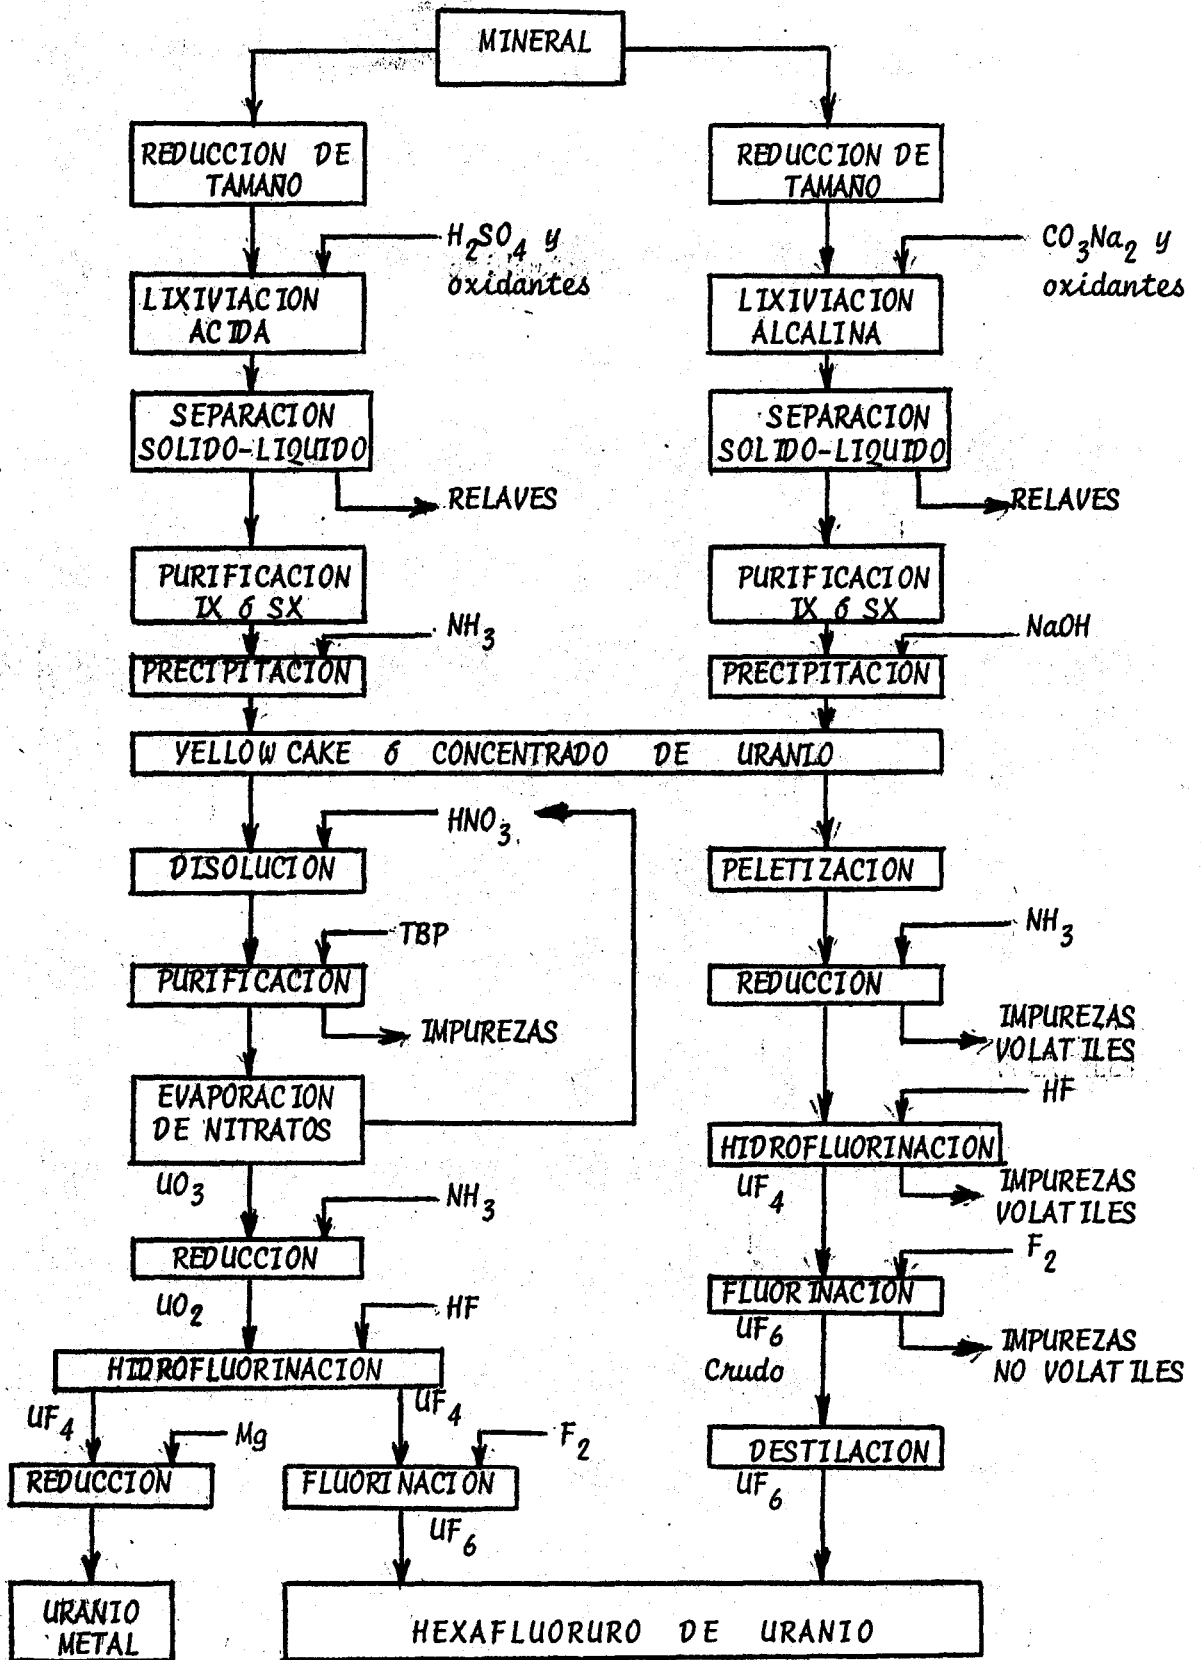 MINERAL
REDUCCION DE
TAMAÑO
REDUCCION DE
TAMAÑO
H2SO4 y
oxidantes
CO3Na2 y
oxidantes
LIXIVIACION
ACIDA
LIXIVIACION
ALCALINA
SEPARACION
SOLIDO-LIQUIDO
SEPARACION
SOLIDO-LIQUIDO
RELAVES
RELAVES
PURIFICACION
IX ó SX
PURIFICACION
IX ó SX
NH3
NaOH
PRECIPITACION
PRECIPITACION
YELLOW CAKE ó CONCENTRADO DE URANIO
HNO3
DISOLUCION
PELETIZACION
TBP
NH3
PURIFICACION
REDUCCION
IMPUREZAS
IMPUREZAS
VOLATILES
EVAPORACION
DE NITRATOS
HF
HIDROFLUORINACION
UO3
UF4
IMPUREZAS
VOLATILES
NH3
REDUCCION
F2
FLUORINACION
UO2
HF
UF6
Crudo
IMPUREZAS
NO VOLATILES
HIDROFLUORINACION
UF4
UF4
Mg
F2
DESTILACION
REDUCCION
FLUORINACION
UF6
UF6
URANIO
METAL
HEXAFLUORURO DE URANIO